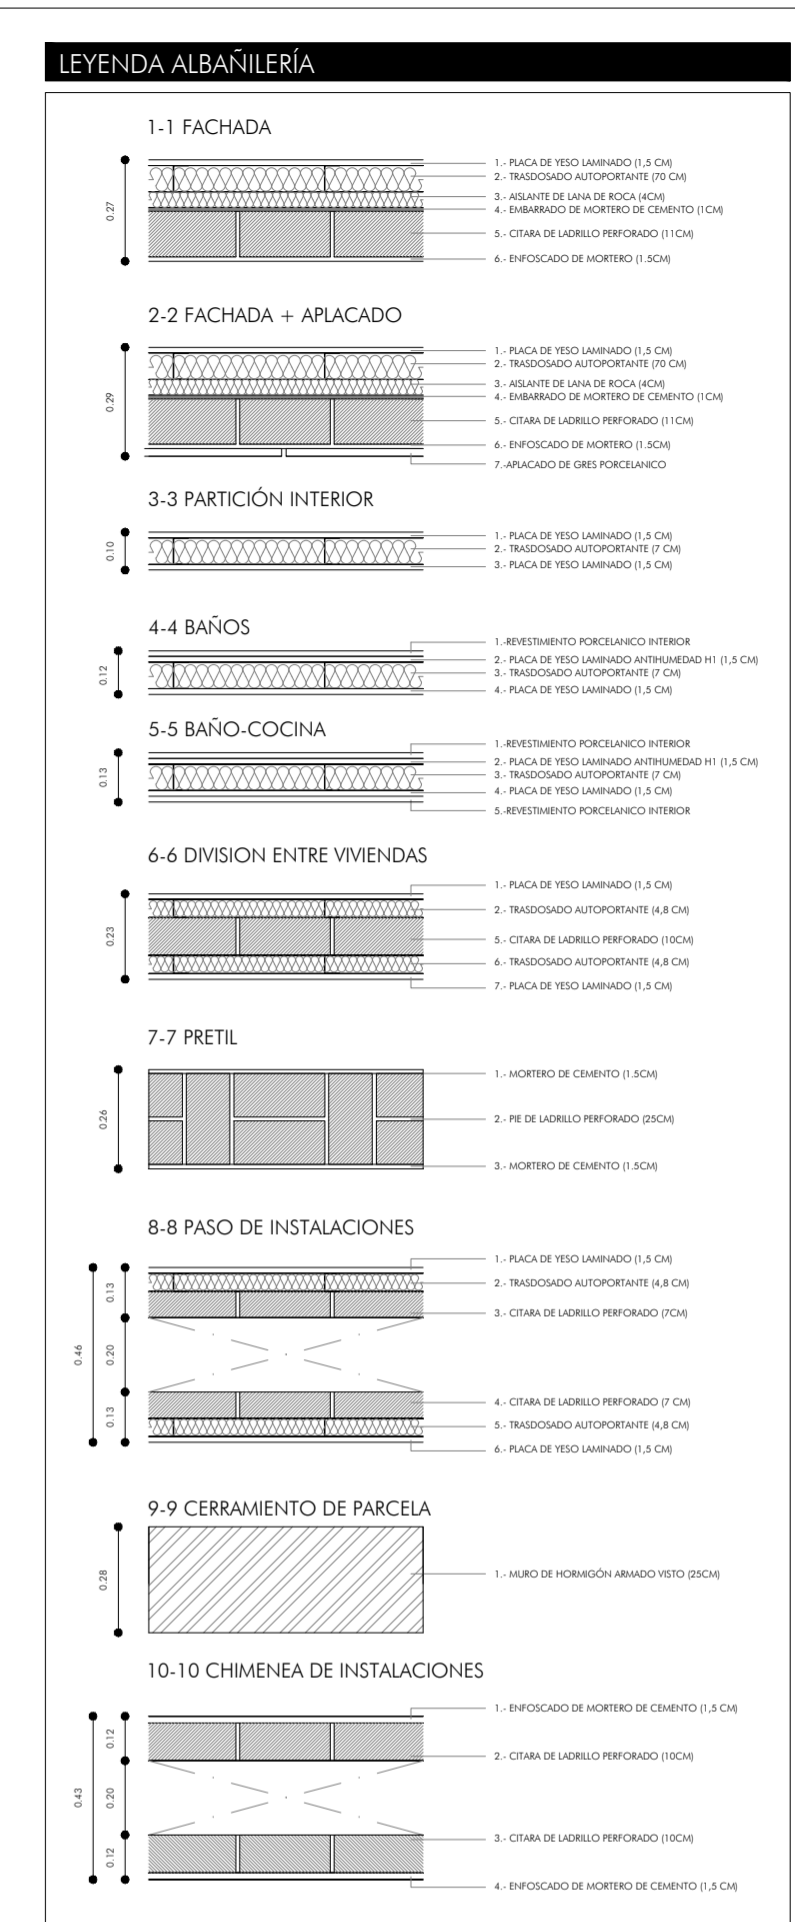 LEYENDA ALBAÑILERÍA
1-1 FACHADA
0.27
1.- PLACA DE YESO LAMINADO (1,5 CM)
2.- TRASDOSADO AUTOPORTANTE (70 CM)
3.- AISLANTE DE LANA DE ROCA (4CM)
4.- EMBARRADO DE MORTERO DE CEMENTO (1CM)
5.- CITARA DE LADRILLO PERFORADO (11CM)
6.- ENFOSCADO DE MORTERO (1.5CM)
2-2 FACHADA + APLACADO
0.29
1.- PLACA DE YESO LAMINADO (1,5 CM)
2.- TRASDOSADO AUTOPORTANTE (70 CM)
3.- AISLANTE DE LANA DE ROCA (4CM)
4.- EMBARRADO DE MORTERO DE CEMENTO (1CM)
5.- CITARA DE LADRILLO PERFORADO (11CM)
6.- ENFOSCADO DE MORTERO (1.5CM)
7.-APLACADO DE GRES PORCELANICO
3-3 PARTICIÓN INTERIOR
0.10
1.- PLACA DE YESO LAMINADO (1,5 CM)
2.- TRASDOSADO AUTOPORTANTE (7 CM)
3.- PLACA DE YESO LAMINADO (1,5 CM)
4-4 BAÑOS
0.12
1.-REVESTIMIENTO PORCELANICO INTERIOR
2.- PLACA DE YESO LAMINADO ANTIHUMEDAD H1 (1,5 CM)
3.- TRASDOSADO AUTOPORTANTE (7 CM)
4.- PLACA DE YESO LAMINADO (1,5 CM)
5-5 BAÑO-COCINA
0.13
1.-REVESTIMIENTO PORCELANICO INTERIOR
2.- PLACA DE YESO LAMINADO ANTIHUMEDAD H1 (1,5 CM)
3.- TRASDOSADO AUTOPORTANTE (7 CM)
4.- PLACA DE YESO LAMINADO (1,5 CM)
5.-REVESTIMIENTO PORCELANICO INTERIOR
6-6 DIVISION ENTRE VIVIENDAS
0.23
1.- PLACA DE YESO LAMINADO (1,5 CM)
2.- TRASDOSADO AUTOPORTANTE (4,8 CM)
5.- CITARA DE LADRILLO PERFORADO (10CM)
6.- TRASDOSADO AUTOPORTANTE (4,8 CM)
7.- PLACA DE YESO LAMINADO (1,5 CM)
7-7 PRETIL
0.26
1.- MORTERO DE CEMENTO (1.5CM)
2.- PIE DE LADRILLO PERFORADO (25CM)
3.- MORTERO DE CEMENTO (1.5CM)
8-8 PASO DE INSTALACIONES
0.46
0.13
0.20
0.13
1.- PLACA DE YESO LAMINADO (1,5 CM)
2.- TRASDOSADO AUTOPORTANTE (4,8 CM)
3.- CITARA DE LADRILLO PERFORADO (7CM)
4.- CITARA DE LADRILLO PERFORADO (7 CM)
5.- TRASDOSADO AUTOPORTANTE (4,8 CM)
6.- PLACA DE YESO LAMINADO (1,5 CM)
9-9 CERRAMIENTO DE PARCELA
0.28
1.- MURO DE HORMIGÓN ARMADO VISTO (25CM)
10-10 CHIMENEA DE INSTALACIONES
0.43
0.12
0.20
0.12
1.- ENFOSCADO DE MORTERO DE CEMENTO (1,5 CM)
2.- CITARA DE LADRILLO PERFORADO (10CM)
3.- CITARA DE LADRILLO PERFORADO (10CM)
4.- ENFOSCADO DE MORTERO DE CEMENTO (1,5 CM)